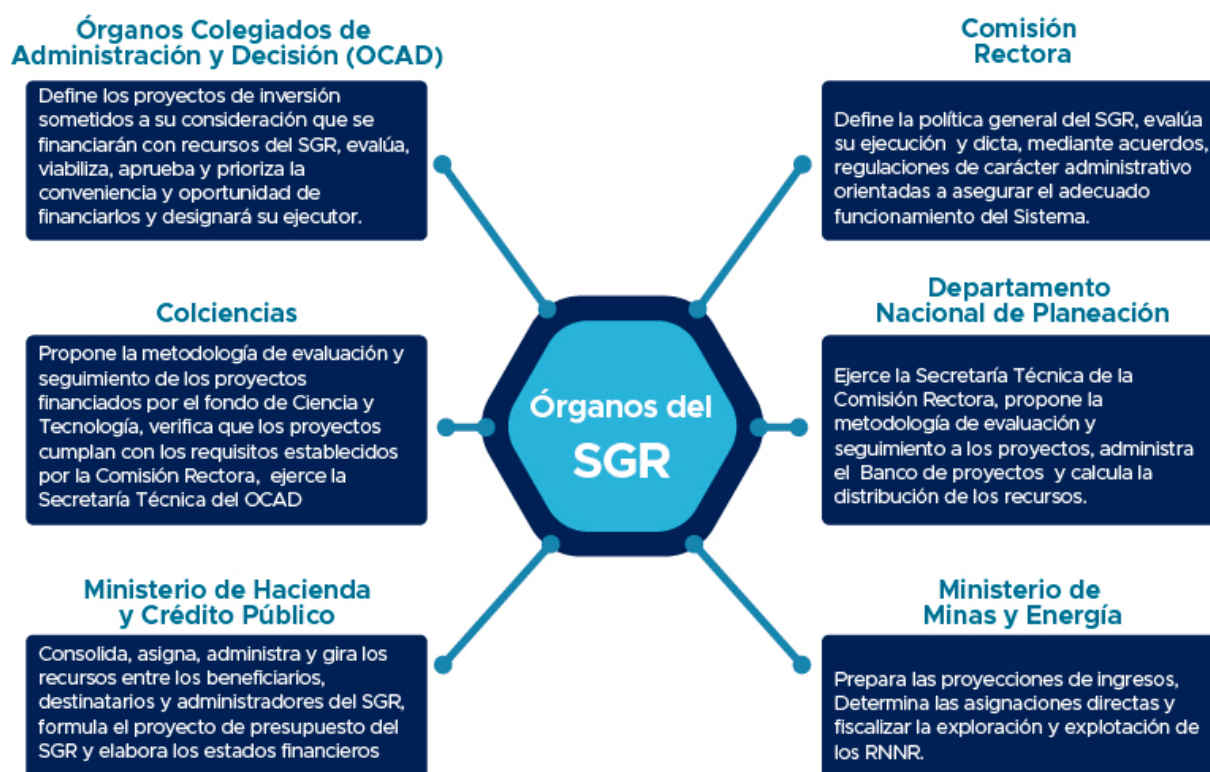 Órganos Colegiados de
Administración y Decisión (OCAD)
Define los proyectos de inversión
sometidos a su consideración que se
financiarán con recursos del SGR, evalúa,
viabiliza, aprueba y prioriza la
conveniencia y oportunidad de
financiarlos y designará su ejecutor.
Colciencias
Propone la metodología de evaluación y
seguimiento de los proyectos
financiados por el fondo de Ciencia y
Tecnología, verifica que los proyectos
cumplan con los requisitos establecidos
por la Comisión Rectora, ejerce la
Secretaría Técnica del OCAD
Ministerio de Hacienda
y Crédito Público
Consolida, asigna, administra y gira los
recursos entre los beneficiarios,
destinatarios y administradores del SGR,
formula el proyecto de presupuesto del
SGR y elabora los estados financieros
Órganos del
SGR
Comisión
Rectora
Define la política general del SGR, evalúa
su ejecución y dicta, mediante acuerdos,
regulaciones de carácter administrativo
orientadas a asegurar el adecuado
funcionamiento del Sistema.
Departamento
Nacional de Planeación
Ejerce la Secretaría Técnica de la
Comisión Rectora, propone la
metodología de evaluación y
seguimiento a los proyectos, administra
el Banco de proyectos y calcula la
distribución de los recursos.
Ministerio de
Minas y Energía
Prepara las proyecciones de ingresos,
Determina las asignaciones directas y
fiscalizar la exploración y explotación de
los RNNR.